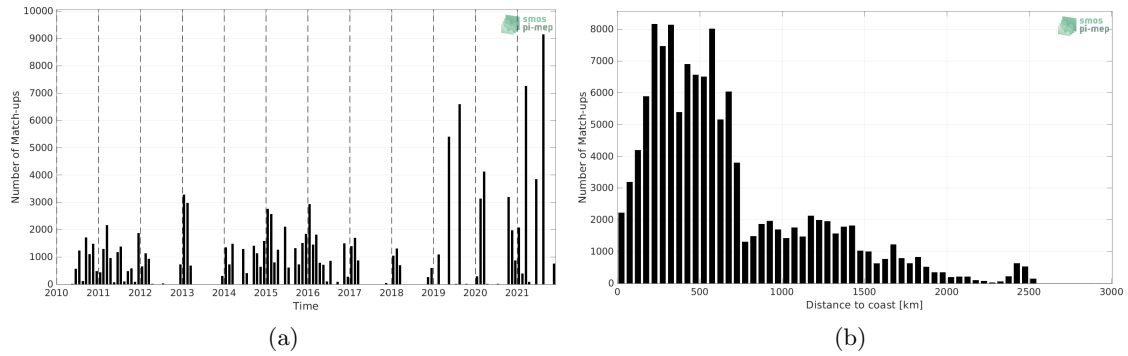 smos
pi-mep
Number of Match-ups
10000
9000
8000
7000
6000
5000
4000
3000
2000
1000
0
2010 2011 2012 2013 2014 2015 2016 2017 2018 2019 2020 2021
Time
(a)
smos
pi-mep
Number of Match-ups
8000
7000
6000
5000
4000
3000
2000
1000
0
0 500 1000 1500 2000 2500 3000
Distance to coast [km]
(b)